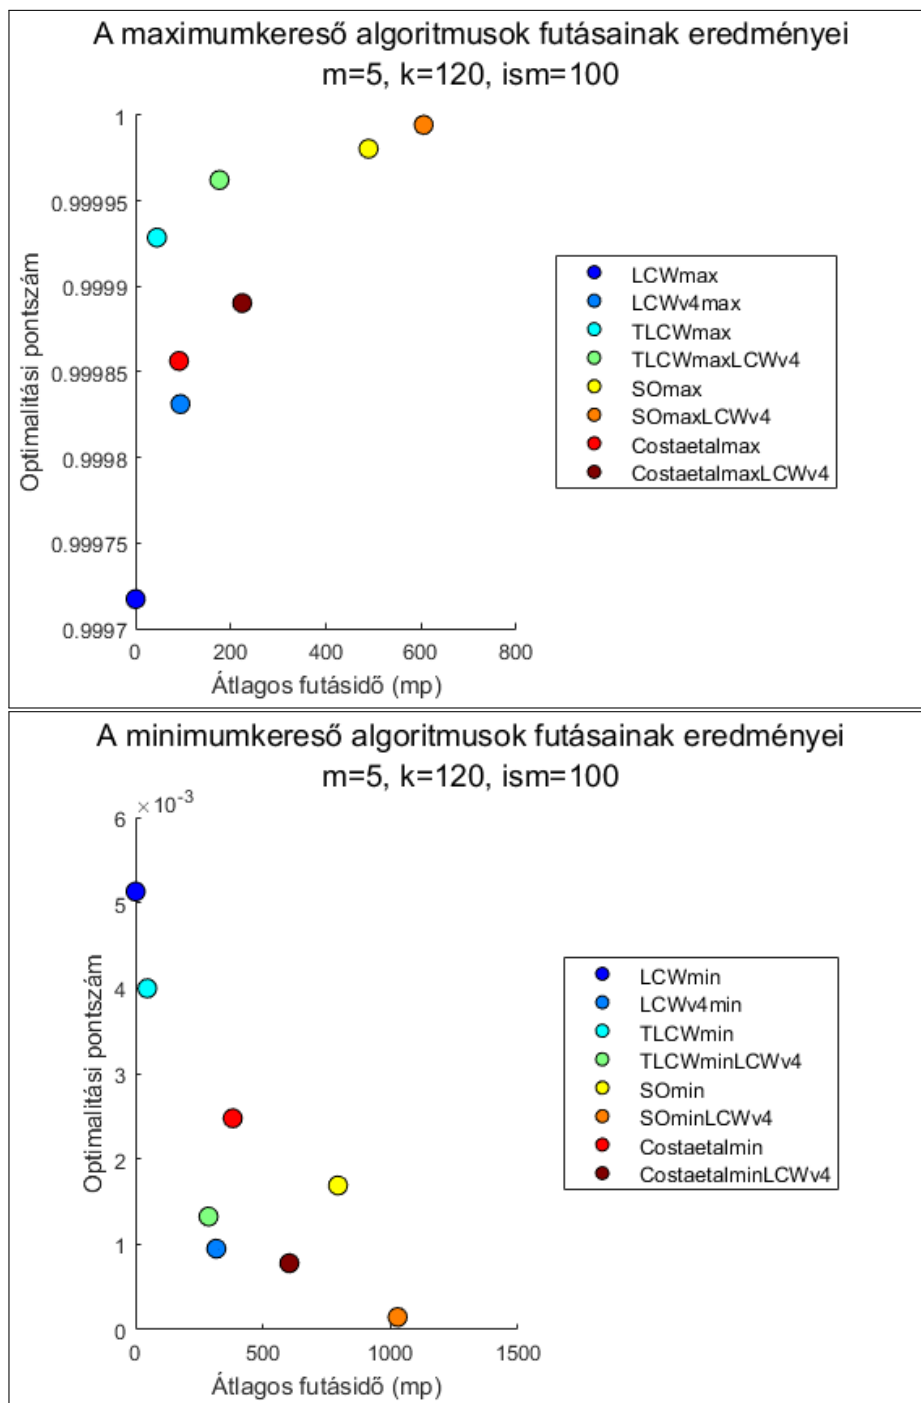 A maximumkereső algoritmusok futásainak eredményei
m=5, k=120, ism=100
1
0.99995
0.9999
0.99985
0.9998
0.99975
0.9997
Optimalitási pontszám
0 200 400 600 800
Átlagos futásidő (mp)
LCWmax
LCWv4max
TLCWmax
TLCWmaxLCWv4
SOmax
SOmaxLCWv4
Costaetalmax
CostaetalmaxLCWv4
A minimumkereső algoritmusok futásainak eredményei
m=5, k=120, ism=100
×10⁻³
6
5
4
3
2
1
0
Optimalitási pontszám
0 500 1000 1500
Átlagos futásidő (mp)
LCWmin
LCWv4min
TLCWmin
TLCWminLCWv4
SOmin
SOminLCWv4
Costaetalmin
CostaetalminLCWv4